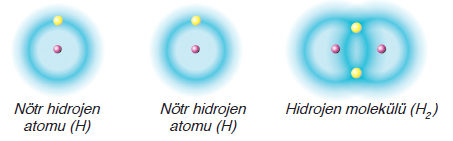 Nötr hidrojen
atomu (H)
Nötr hidrojen
atomu (H)
Hidrojen molekülü (H₂)